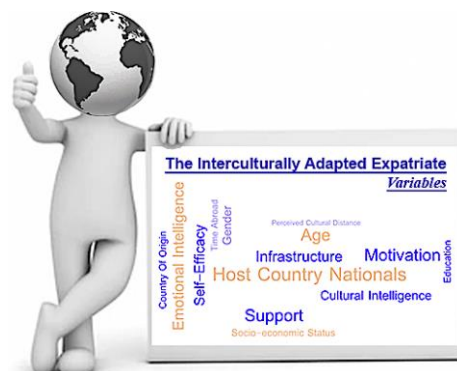 The Interculturally Adapted Expatriate
Variables
Country Of Origin
Emotional Intelligence
Self-Efficacy
Time Abroad
Gender
Perceived Cultural Distance
Age
Infrastructure
Motivation
Education
Host Country Nationals
Cultural Intelligence
Support
Socio-economic Status